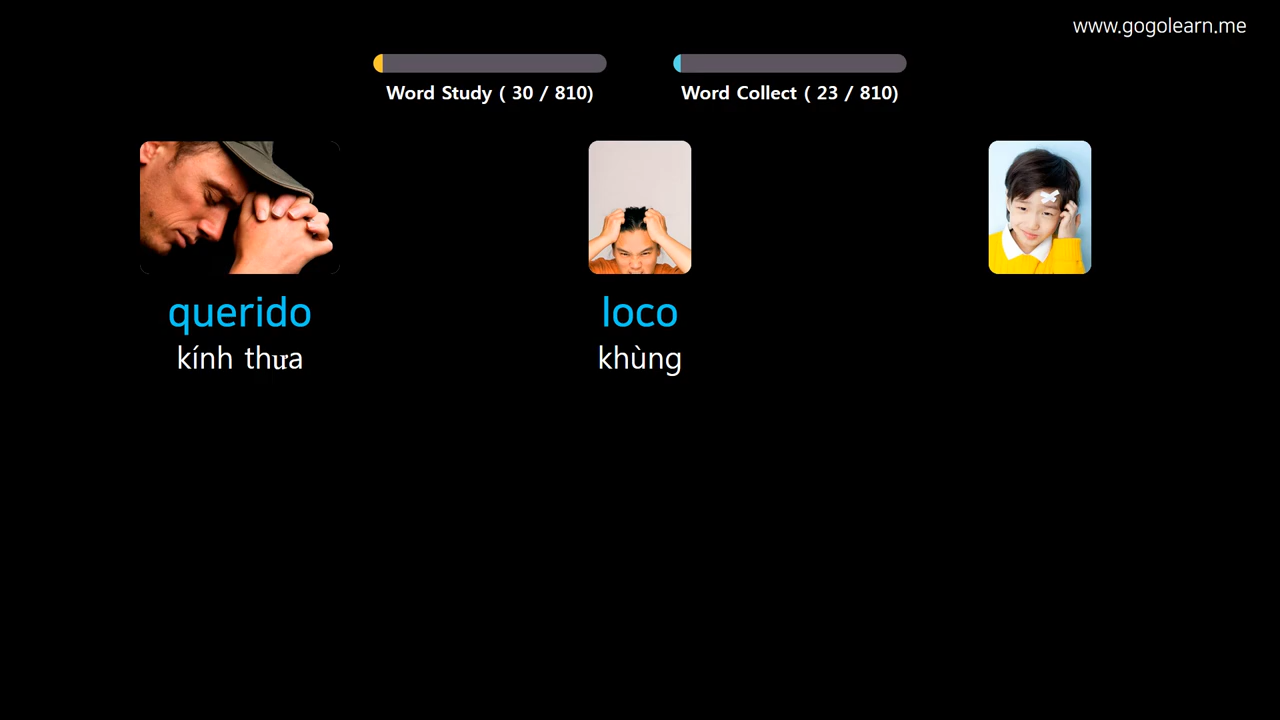 www.gogolearn.me
Word Study ( 30 / 810)
Word Collect ( 23 / 810)
querido
loco
kính thưa
khùng